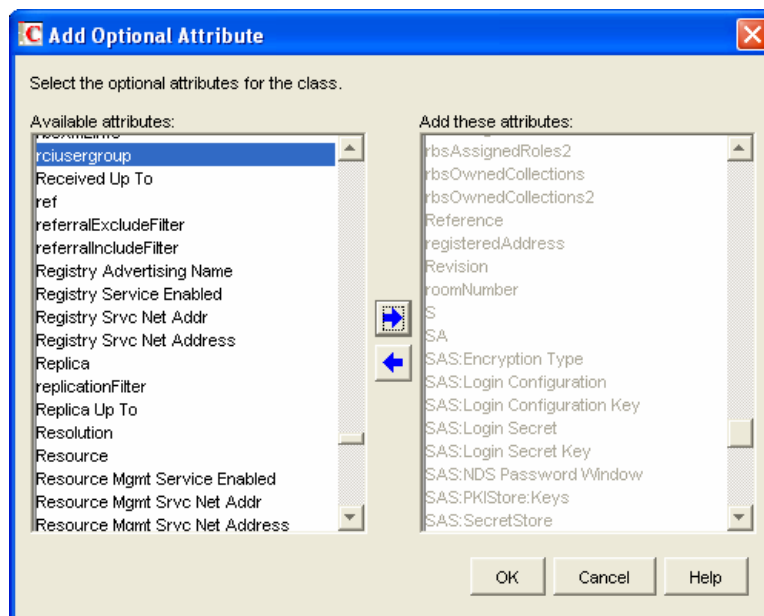 Add Optional Attribute
Select the optional attributes for the class.
Available attributes:
rciusergroup
Received Up To
ref
referralExcludeFilter
referralIncludeFilter
Registry Advertising Name
Registry Service Enabled
Registry Srvc Net Addr
Registry Srvc Net Address
Replica
replicationFilter
Replica Up To
Resolution
Resource
Resource Mgmt Service Enabled
Resource Mgmt Srvc Net Addr
Resource Mgmt Srvc Net Address
Add these attributes:
rbsAssignedRoles2
rbsOwnedCollections
rbsOwnedCollections2
Reference
registeredAddress
Revision
roomNumber
S
SA
SAS:Encryption Type
SAS:Login Configuration
SAS:Login Configuration Key
SAS:Login Secret
SAS:Login Secret Key
SAS:NDS Password Window
SAS:PKIStore:Keys
SAS:SecretStore
OK
Cancel
Help